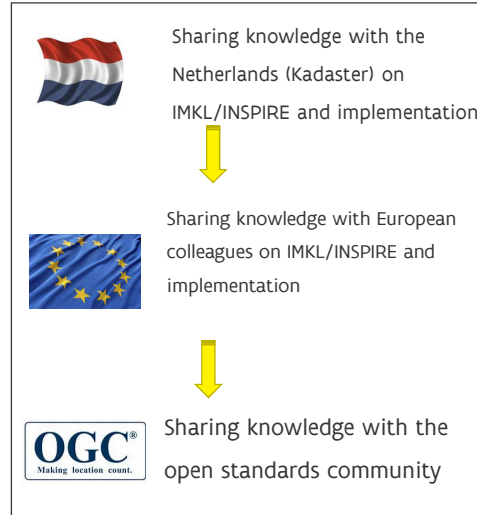 Sharing knowledge with the
Netherlands (Kadaster) on
IMKL/INSPIRE and implementation
Sharing knowledge with European
colleagues on IMKL/INSPIRE and
implementation
OGC®
Making location count.
Sharing knowledge with the
open standards community